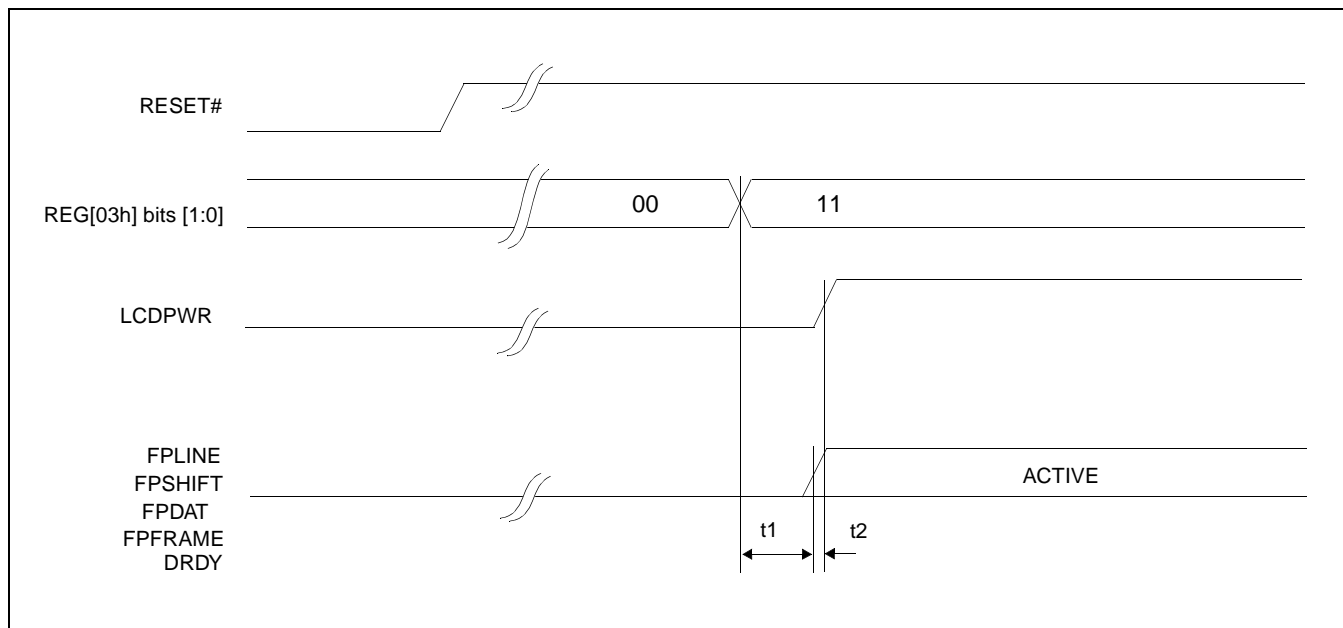 RESET#
REG[03h] bits [1:0]
00
11
LCDPWR
FPLINE
FPSHIFT
FPDAT
FPFRAME
DRDY
ACTIVE
t1
t2